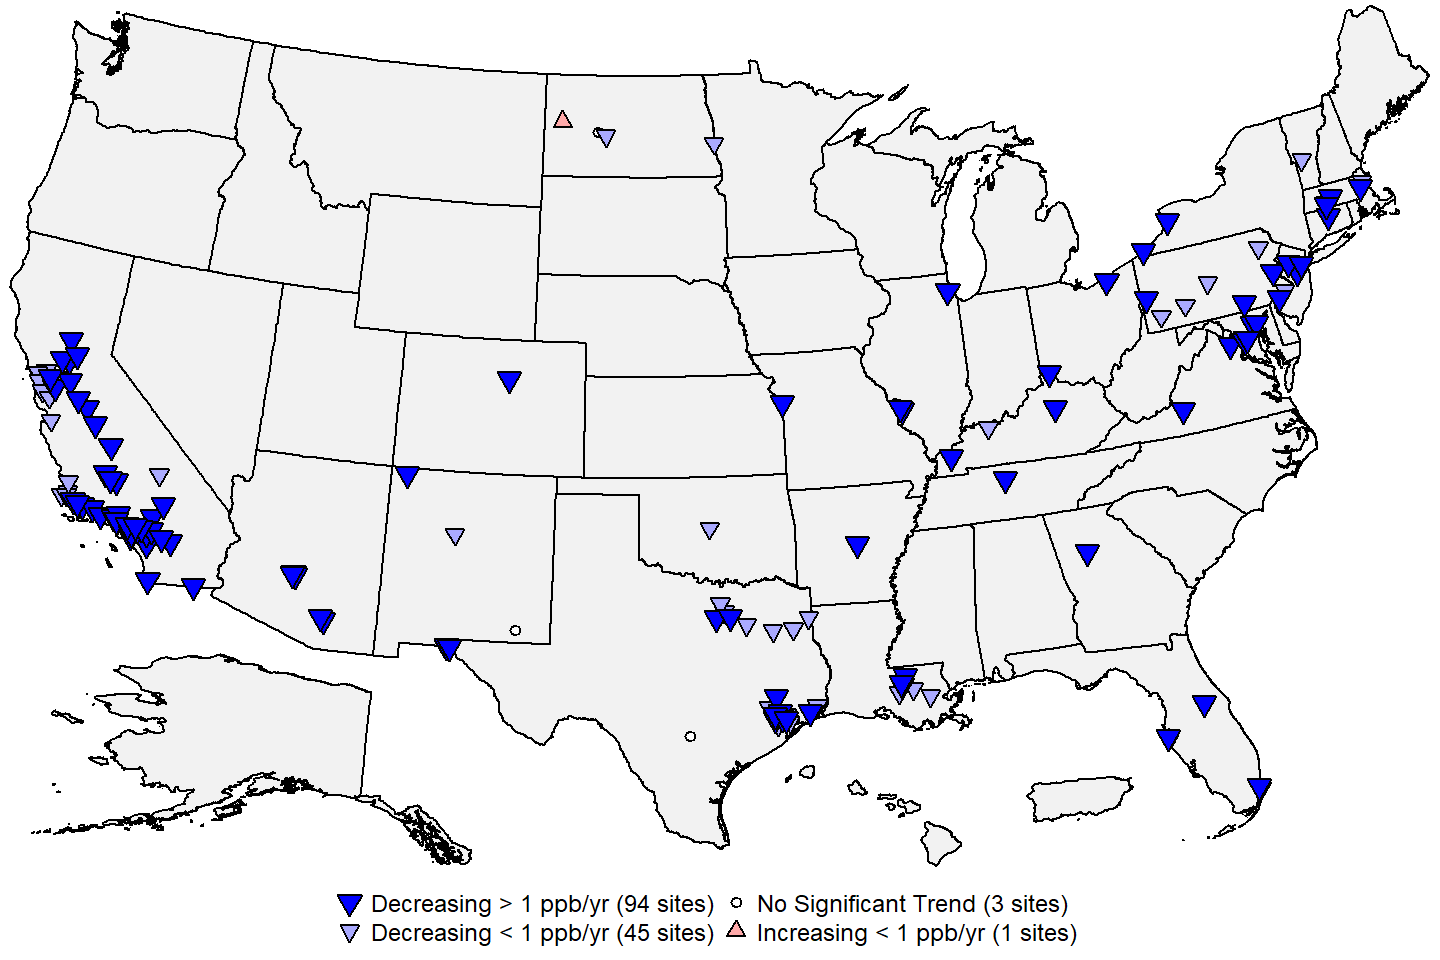 Decreasing > 1 ppb/yr (94 sites)
No Significant Trend (3 sites)
Decreasing < 1 ppb/yr (45 sites)
Increasing < 1 ppb/yr (1 sites)